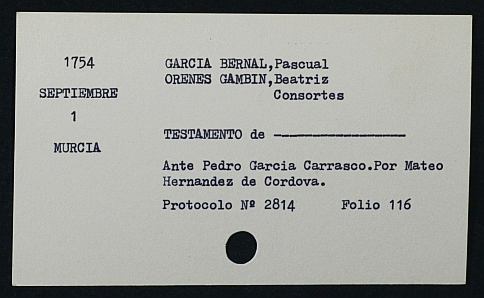 1754
SEPTIEMBRE
1
MURCIA
GARCIA BERNAL,Pascual
ORENES GAMBIN,Beatriz
Consortes
TESTAMENTO de -----------------
Ante Pedro Garcia Carrasco.Por Mateo
Hernandez de Cordova.
Protocolo Nº 2814 Folio 116